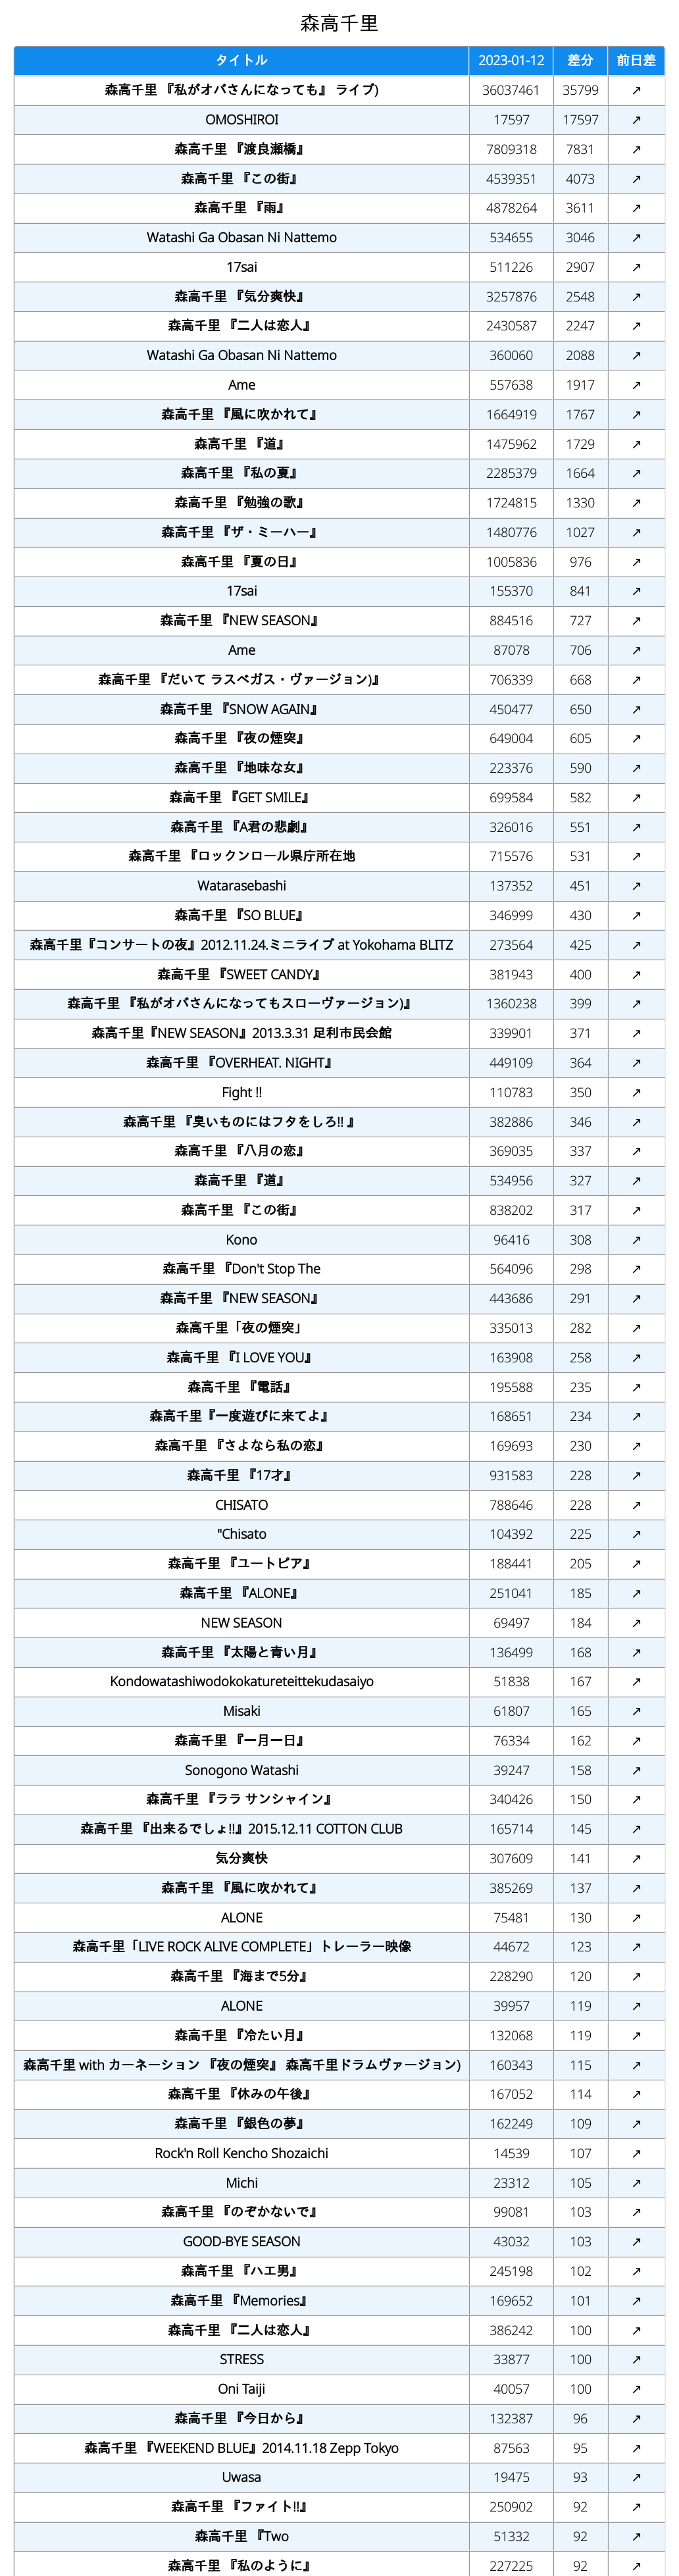 森高千里
タイトル 2023-01-12 差分 前日差
森高千里 『私がオバさんになっても』 ライブ) 36037461 35799 ↗
OMOSHIROI 17597 17597 ↗
森高千里 『渡良瀬橋』 7809318 7831 ↗
森高千里 『この街』 4539351 4073 ↗
森高千里 『雨』 4878264 3611 ↗
Watashi Ga Obasan Ni Nattemo 534655 3046 ↗
17sai 511226 2907 ↗
森高千里 『気分爽快』 3257876 2548 ↗
森高千里 『二人は恋人』 2430587 2247 ↗
Watashi Ga Obasan Ni Nattemo 360060 2088 ↗
Ame 557638 1917 ↗
森高千里 『風に吹かれて』 1664919 1767 ↗
森高千里 『道』 1475962 1729 ↗
森高千里 『私の夏』 2285379 1664 ↗
森高千里 『勉強の歌』 1724815 1330 ↗
森高千里 『ザ・ミーハー』 1480776 1027 ↗
森高千里 『夏の日』 1005836 976 ↗
17sai 155370 841 ↗
森高千里 『NEW SEASON』 884516 727 ↗
Ame 87078 706 ↗
森高千里 『だいて ラスベガス・ヴァージョン)』 706339 668 ↗
森高千里 『SNOW AGAIN』 450477 650 ↗
森高千里 『夜の煙突』 649004 605 ↗
森高千里 『地味な女』 223376 590 ↗
森高千里 『GET SMILE』 699584 582 ↗
森高千里 『A君の悲劇』 326016 551 ↗
森高千里 『ロックンロール県庁所在地 715576 531 ↗
Watarasebashi 137352 451 ↗
森高千里 『SO BLUE』 346999 430 ↗
森高千里『コンサートの夜』2012.11.24.ミニライブ at Yokohama BLITZ 273564 425 ↗
森高千里 『SWEET CANDY』 381943 400 ↗
森高千里 『私がオバさんになってもスローヴァージョン)』 1360238 399 ↗
森高千里『NEW SEASON』2013.3.31 足利市民会館 339901 371 ↗
森高千里 『OVERHEAT. NIGHT』 449109 364 ↗
Fight !! 110783 350 ↗
森高千里 『臭いものにはフタをしろ!! 』 382886 346 ↗
森高千里 『八月の恋』 369035 337 ↗
森高千里 『道』 534956 327 ↗
森高千里 『この街』 838202 317 ↗
Kono 96416 308 ↗
森高千里 『Don't Stop The 564096 298 ↗
森高千里 『NEW SEASON』 443686 291 ↗
森高千里「夜の煙突」 335013 282 ↗
森高千里 『I LOVE YOU』 163908 258 ↗
森高千里 『電話』 195588 235 ↗
森高千里『一度遊びに来てよ』 168651 234 ↗
森高千里 『さよなら私の恋』 169693 230 ↗
森高千里 『17才』 931583 228 ↗
CHISATO 788646 228 ↗
"Chisato 104392 225 ↗
森高千里 『ユートピア』 188441 205 ↗
森高千里 『ALONE』 251041 185 ↗
NEW SEASON 69497 184 ↗
森高千里 『太陽と青い月』 136499 168 ↗
Kondowatashiwodokokatureteittekudasaiyo 51838 167 ↗
Misaki 61807 165 ↗
森高千里 『一月一日』 76334 162 ↗
Sonogono Watashi 39247 158 ↗
森高千里 『ララ サンシャイン』 340426 150 ↗
森高千里 『出来るでしょ!!』2015.12.11 COTTON CLUB 165714 145 ↗
気分爽快 307609 141 ↗
森高千里 『風に吹かれて』 385269 137 ↗
ALONE 75481 130 ↗
森高千里「LIVE ROCK ALIVE COMPLETE」トレーラー映像 44672 123 ↗
森高千里 『海まで5分』 228290 120 ↗
ALONE 39957 119 ↗
森高千里 『冷たい月』 132068 119 ↗
森高千里 with カーネーション 『夜の煙突』 森高千里ドラムヴァージョン) 160343 115 ↗
森高千里 『休みの午後』 167052 114 ↗
森高千里 『銀色の夢』 162249 109 ↗
Rock'n Roll Kencho Shozaichi 14539 107 ↗
Michi 23312 105 ↗
森高千里 『のぞかないで』 99081 103 ↗
GOOD-BYE SEASON 43032 103 ↗
森高千里 『ハエ男』 245198 102 ↗
森高千里 『Memories』 169652 101 ↗
森高千里 『二人は恋人』 386242 100 ↗
STRESS 33877 100 ↗
Oni Taiji 40057 100 ↗
森高千里 『今日から』 132387 96 ↗
森高千里 『WEEKEND BLUE』2014.11.18 Zepp Tokyo 87563 95 ↗
Uwasa 19475 93 ↗
森高千里 『ファイト!!』 250902 92 ↗
森高千里 『Two 51332 92 ↗
森高千里 『私のように』 227225 92 ↗